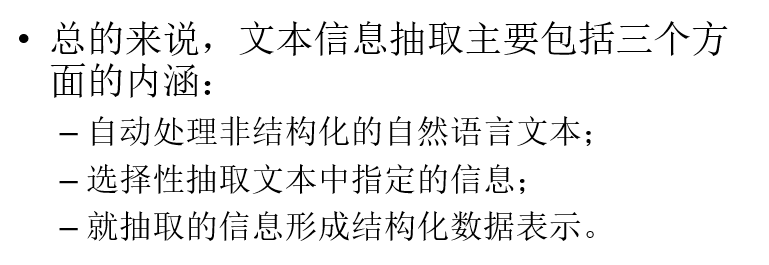 • 总的来说，文本信息抽取主要包括三个方
面的内涵：
– 自动处理非结构化的自然语言文本；
– 选择性抽取文本中指定的信息；
– 就抽取的信息形成结构化数据表示。